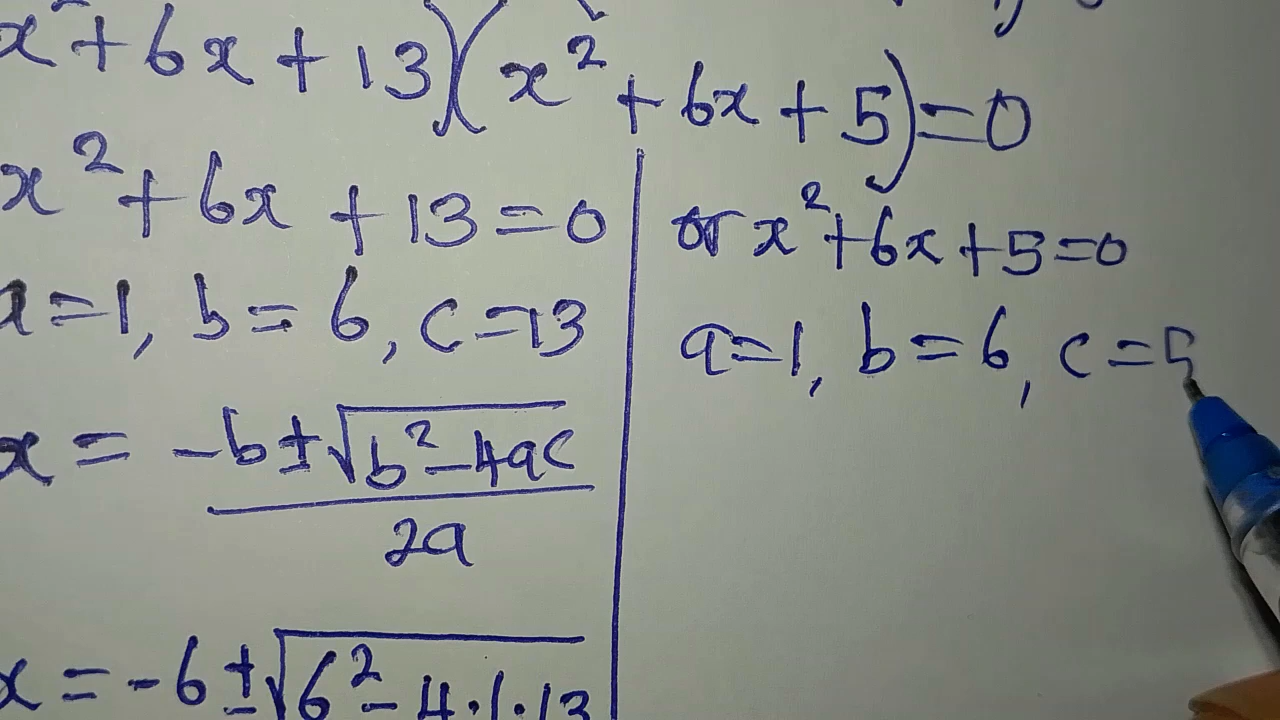 x²+6x+13)(x²+6x+5)=0
x²+6x+13=0
a=1, b=6, c=13
x = -b±√b²-4ac
2a
x=-6±√6²-4·1·13
or x²+6x+5=0
a=1, b=6, c=5